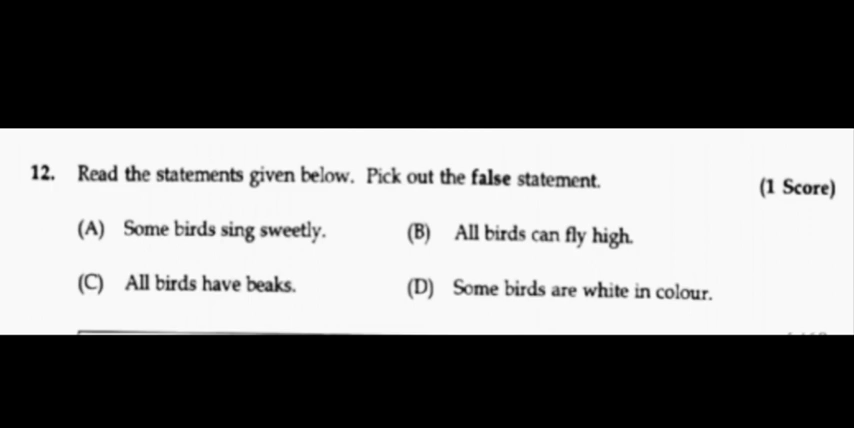 12. Read the statements given below. Pick out the false statement. (1 Score)
(A) Some birds sing sweetly. (B) All birds can fly high.
(C) All birds have beaks. (D) Some birds are white in colour.